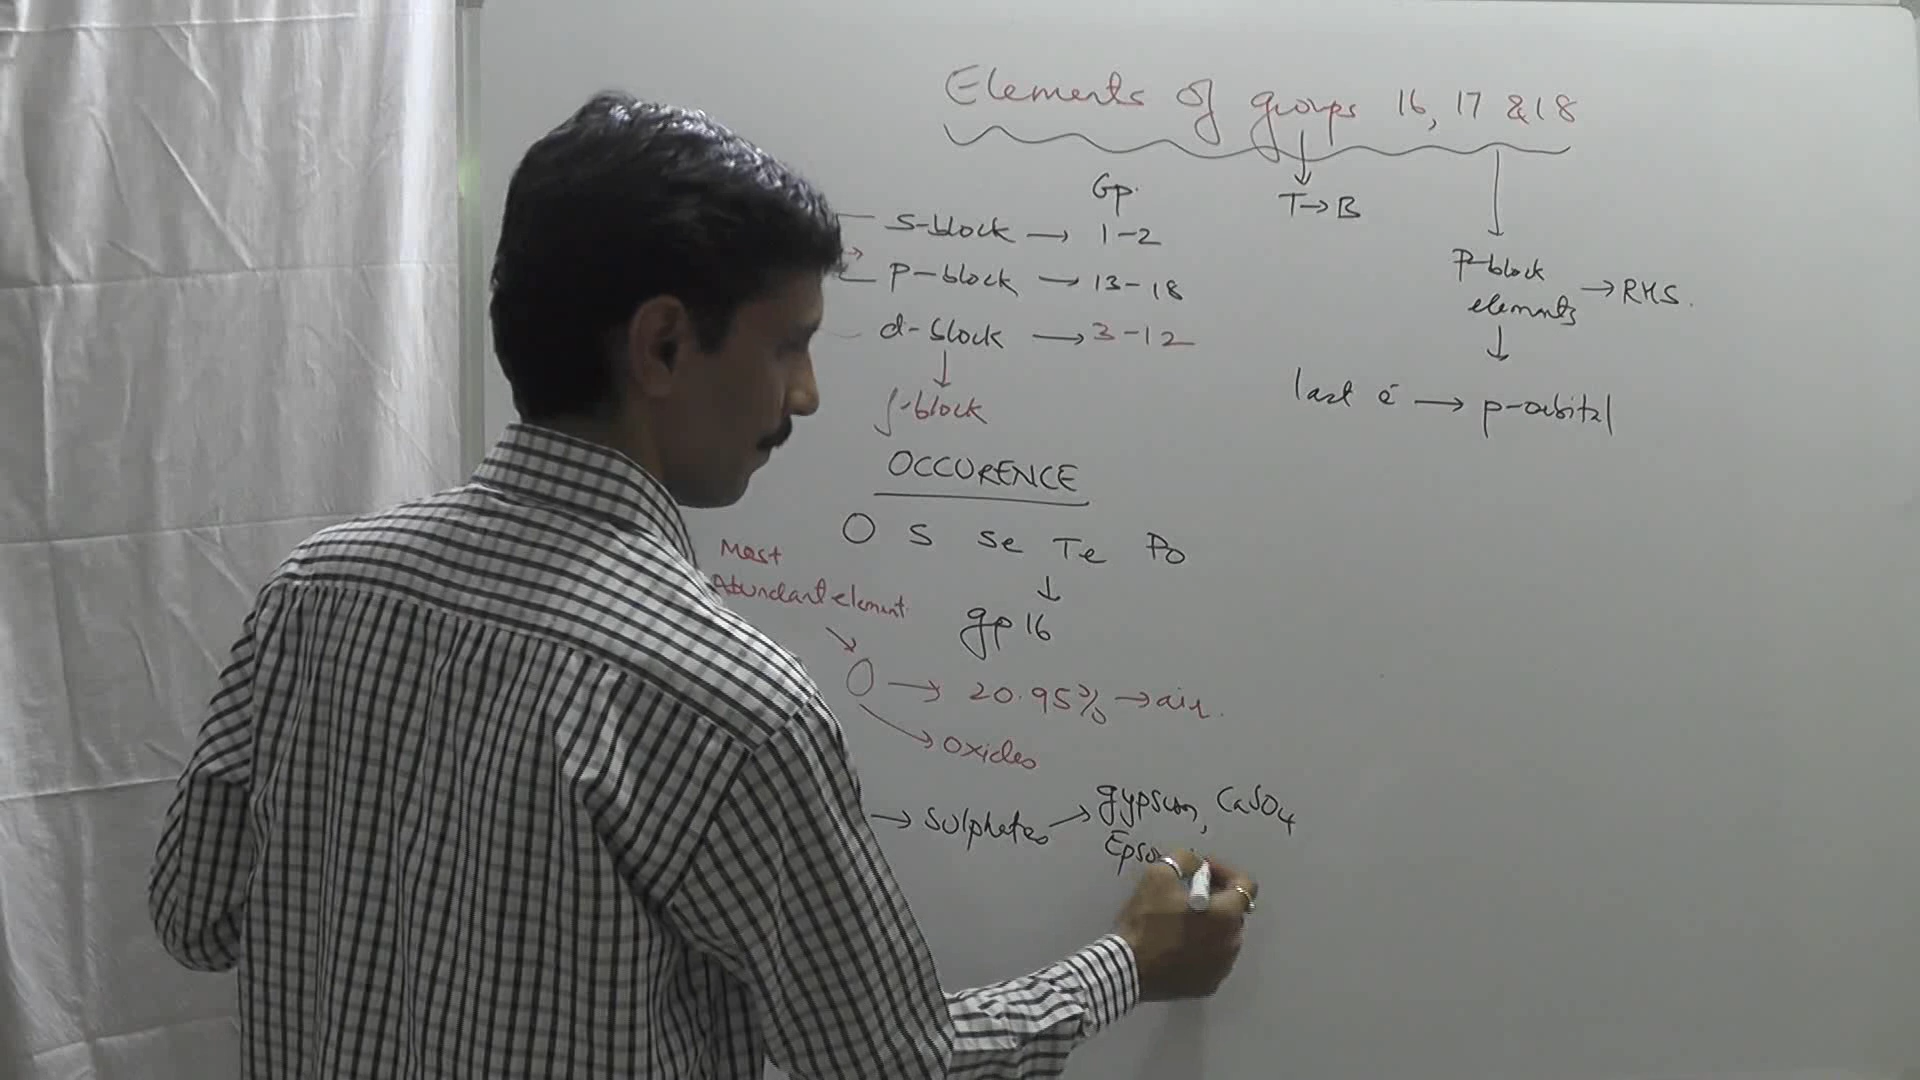 Elements of groups 16, 17 & 18
Gp.
T→B
s-block → 1-2
p-block → 13-18
d-block → 3-12
f-block
P-block
elements → RHS.
last e⁻ → p-orbital
OCCURENCE
O S Se Te Po
gp 16
Most
Abundant element
O → 20.95% → air.
oxides
→ Sulphates → gypsum, CaSO4
Epso